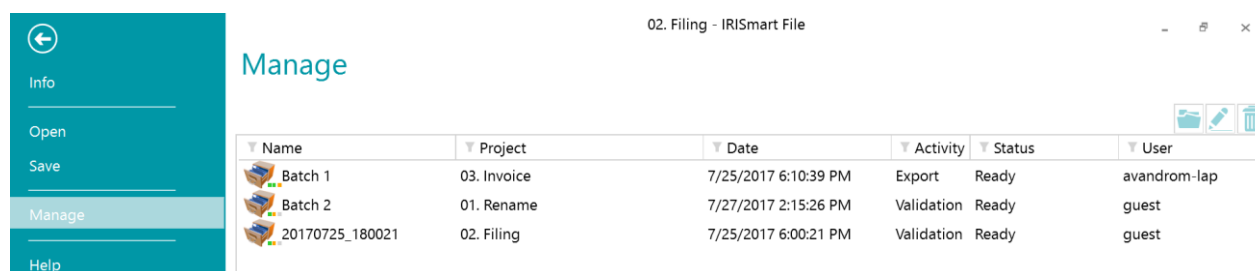 02. Filing - IRISmart File
Info
Open
Save
Manage
Help
Manage
Name Project Date Activity Status User
Batch 1 03. Invoice 7/25/2017 6:10:39 PM Export Ready avandrom-lap
Batch 2 01. Rename 7/27/2017 2:15:26 PM Validation Ready guest
20170725_180021 02. Filing 7/25/2017 6:00:21 PM Validation Ready guest